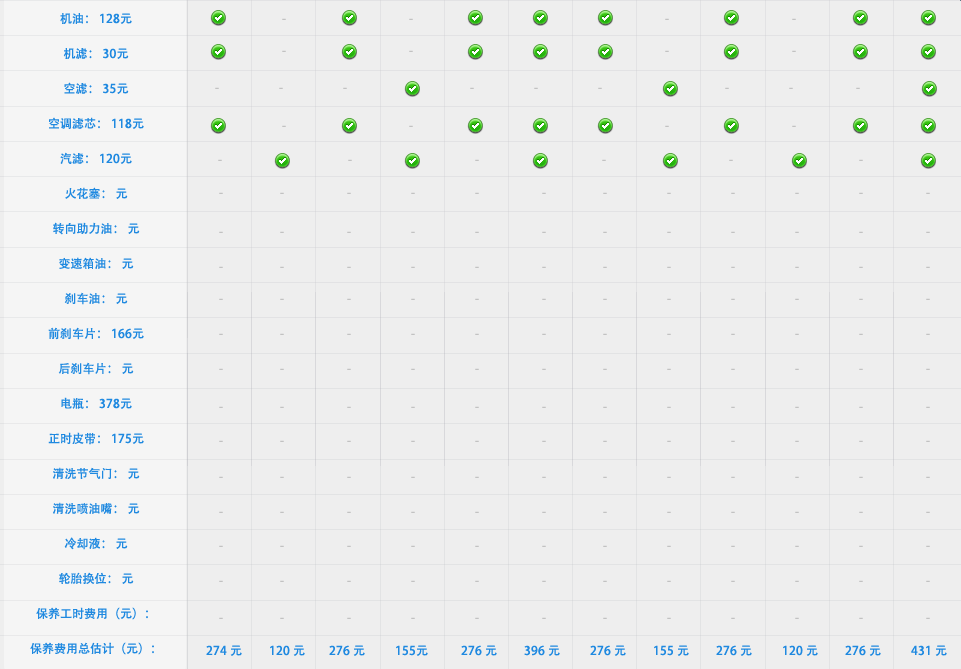 机油： 128元 - - - -
机滤： 30元 - - - -
空滤： 35元 - - - - - - - - -
空调滤芯： 118元 - - - -
汽滤： 120元 - - - - - -
火花塞： 元 - - - - - - - - - - - -
转向助力油： 元 - - - - - - - - - - - -
变速箱油： 元 - - - - - - - - - - - -
刹车油： 元 - - - - - - - - - - - -
前刹车片： 166元 - - - - - - - - - - - -
后刹车片： 元 - - - - - - - - - - - -
电瓶： 378元 - - - - - - - - - - - -
正时皮带： 175元 - - - - - - - - - - - -
清洗节气门： 元 - - - - - - - - - - - -
清洗喷油嘴： 元 - - - - - - - - - - - -
冷却液： 元 - - - - - - - - - - - -
轮胎换位： 元 - - - - - - - - - - - -
保养工时费用（元）： - - - - - - - - - - - -
保养费用总估计（元）： 274 元 120 元 276 元 155元 276 元 396 元 276 元 155 元 276 元 120 元 276 元 431 元